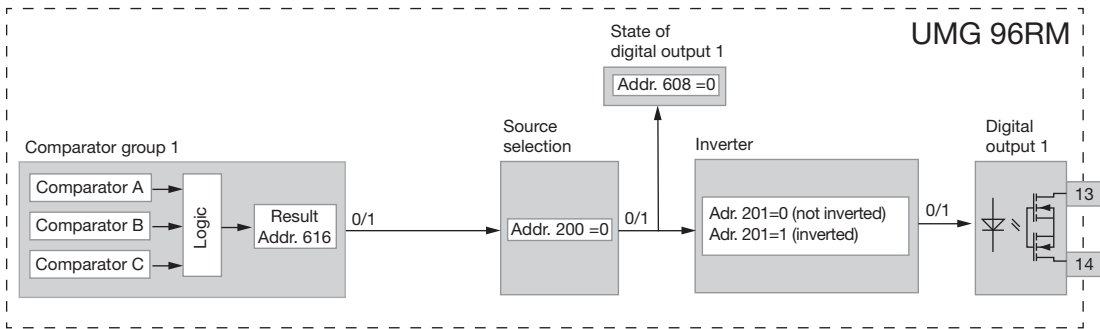 UMG 96RM
State of
digital output 1
Addr. 608 =0
Comparator group 1
Comparator A
Comparator B
Comparator C
Logic
Result
Addr. 616
0/1
Source
selection
Addr. 200 =0
0/1
Inverter
Adr. 201=0 (not inverted)
Adr. 201=1 (inverted)
0/1
Digital
output 1
13
14